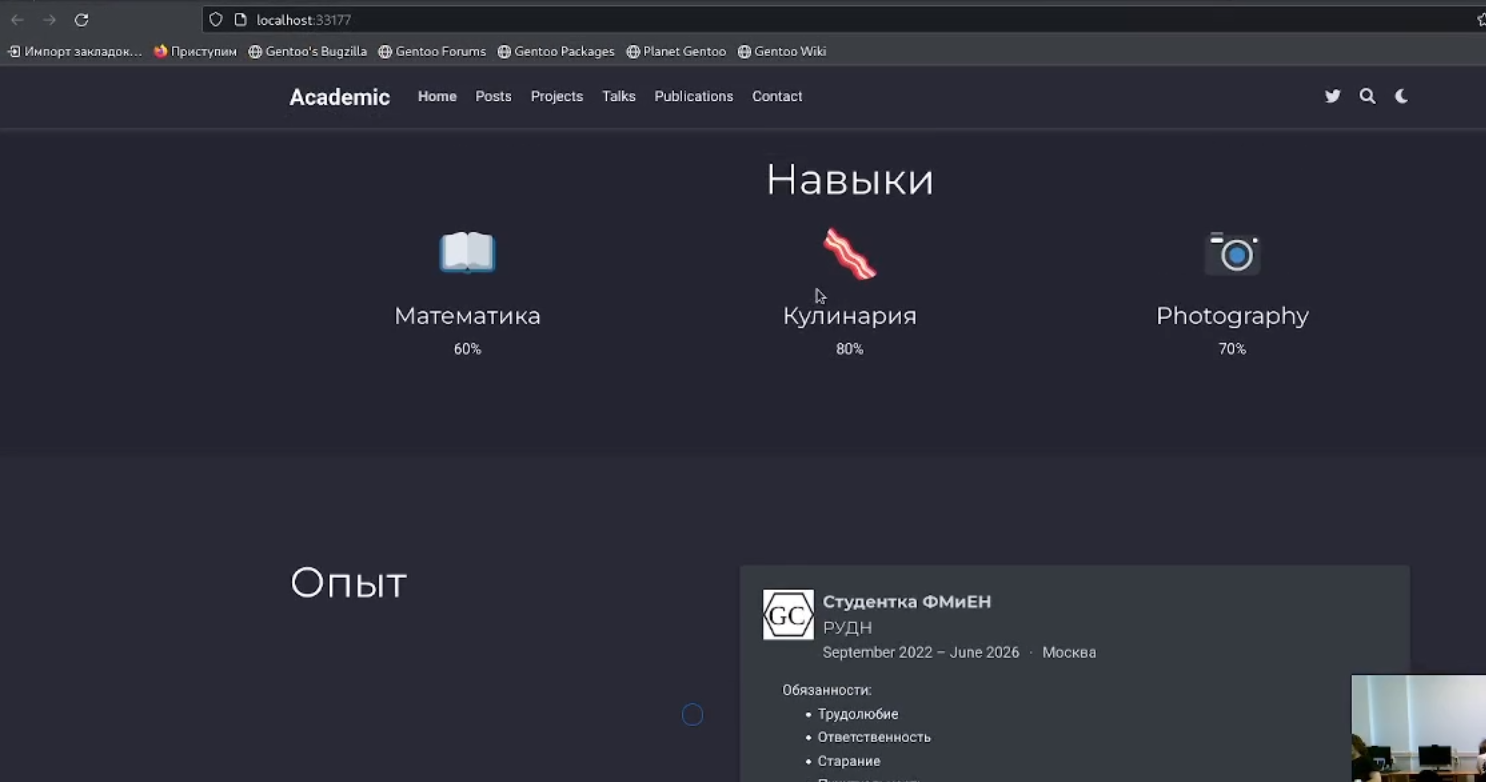 localhost:33177
Импорт закладок... Приступим Gentoo's Bugzilla Gentoo Forums Gentoo Packages Planet Gentoo Gentoo Wiki
Academic Home Posts Projects Talks Publications Contact
Навыки
Математика Кулинария Photography
60% 80% 70%
Опыт
GC
Студентка ФМиЕН
РУДН
September 2022 – June 2026 · Москва
Обязанности:
• Трудолюбие
• Ответственность
• Старание